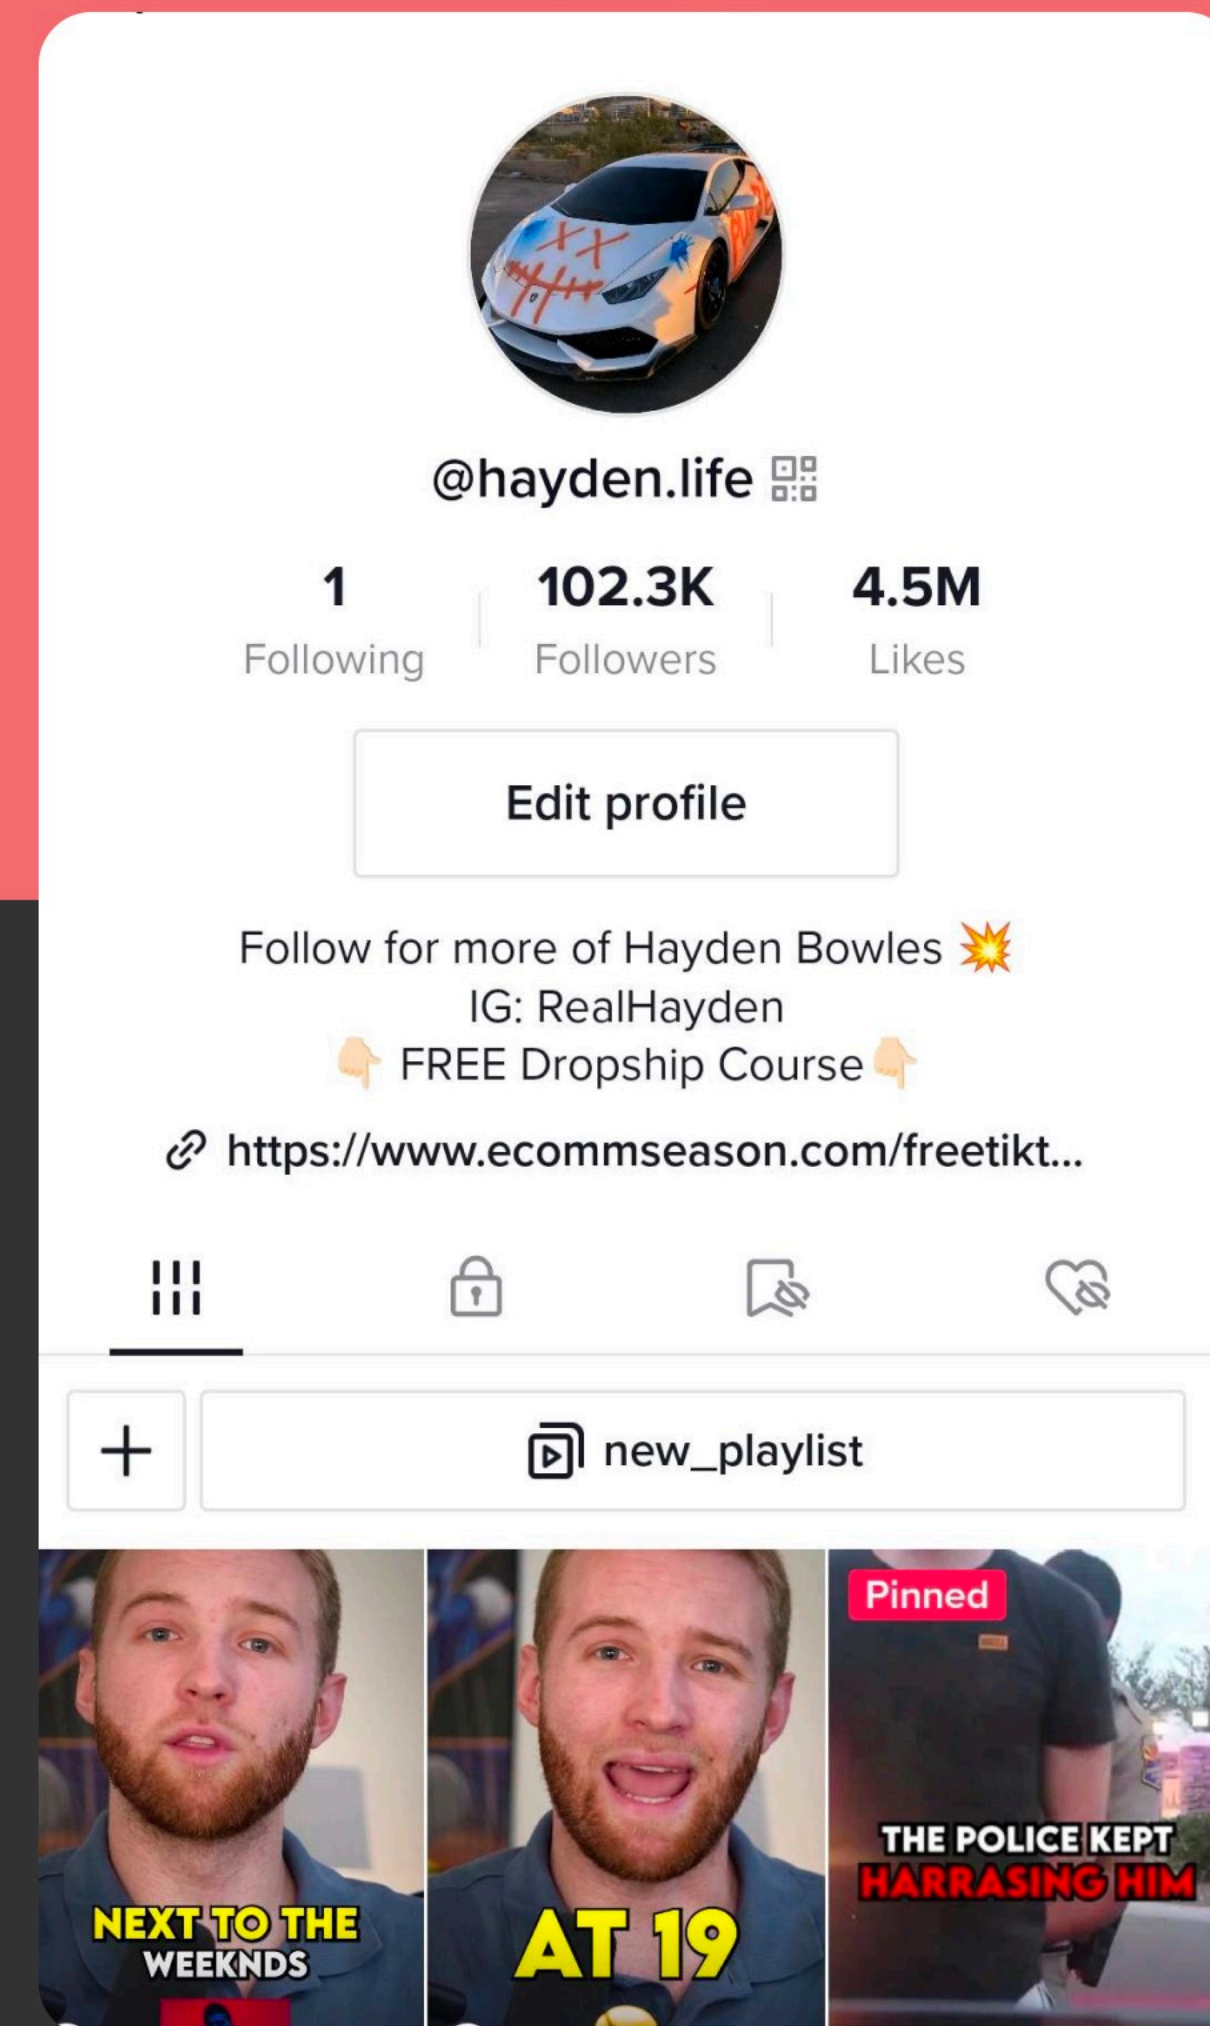 @hayden.life
1
Following
102.3K
Followers
4.5M
Likes
Edit profile
Follow for more of Hayden Bowles 💥
IG: RealHayden
👇🏻 FREE Dropship Course👇🏻
https://www.ecommseason.com/freetikt...
new_playlist
NEXT TO THE
WEEKNDS
AT 19
Pinned
THE POLICE KEPT
HARRASING HIM